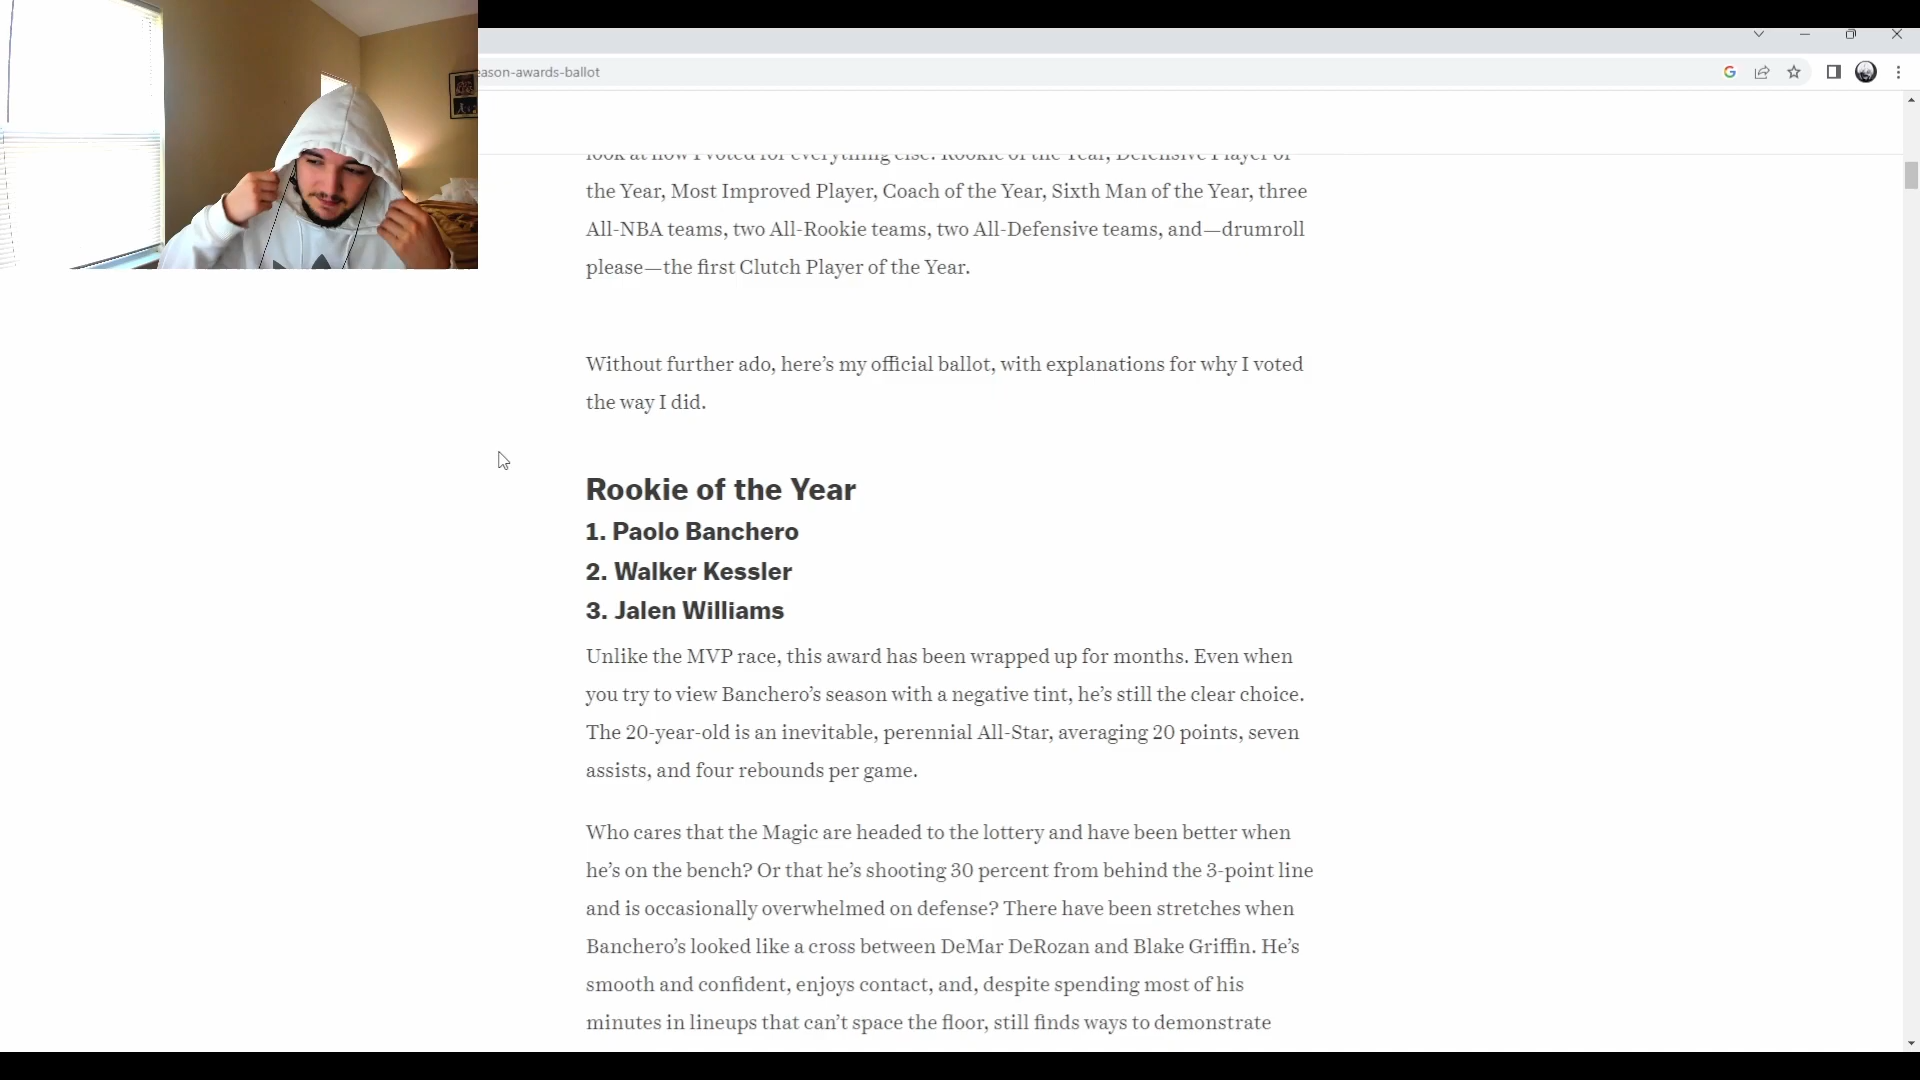 eason-awards-ballot
look at how I voted for everything else: Rookie of the Year, Defensive Player of
the Year, Most Improved Player, Coach of the Year, Sixth Man of the Year, three
All-NBA teams, two All-Rookie teams, two All-Defensive teams, and—drumroll
please—the first Clutch Player of the Year.
Without further ado, here’s my official ballot, with explanations for why I voted
the way I did.
Rookie of the Year
1. Paolo Banchero
2. Walker Kessler
3. Jalen Williams
Unlike the MVP race, this award has been wrapped up for months. Even when
you try to view Banchero’s season with a negative tint, he’s still the clear choice.
The 20-year-old is an inevitable, perennial All-Star, averaging 20 points, seven
assists, and four rebounds per game.
Who cares that the Magic are headed to the lottery and have been better when
he’s on the bench? Or that he’s shooting 30 percent from behind the 3-point line
and is occasionally overwhelmed on defense? There have been stretches when
Banchero’s looked like a cross between DeMar DeRozan and Blake Griffin. He’s
smooth and confident, enjoys contact, and, despite spending most of his
minutes in lineups that can’t space the floor, still finds ways to demonstrate